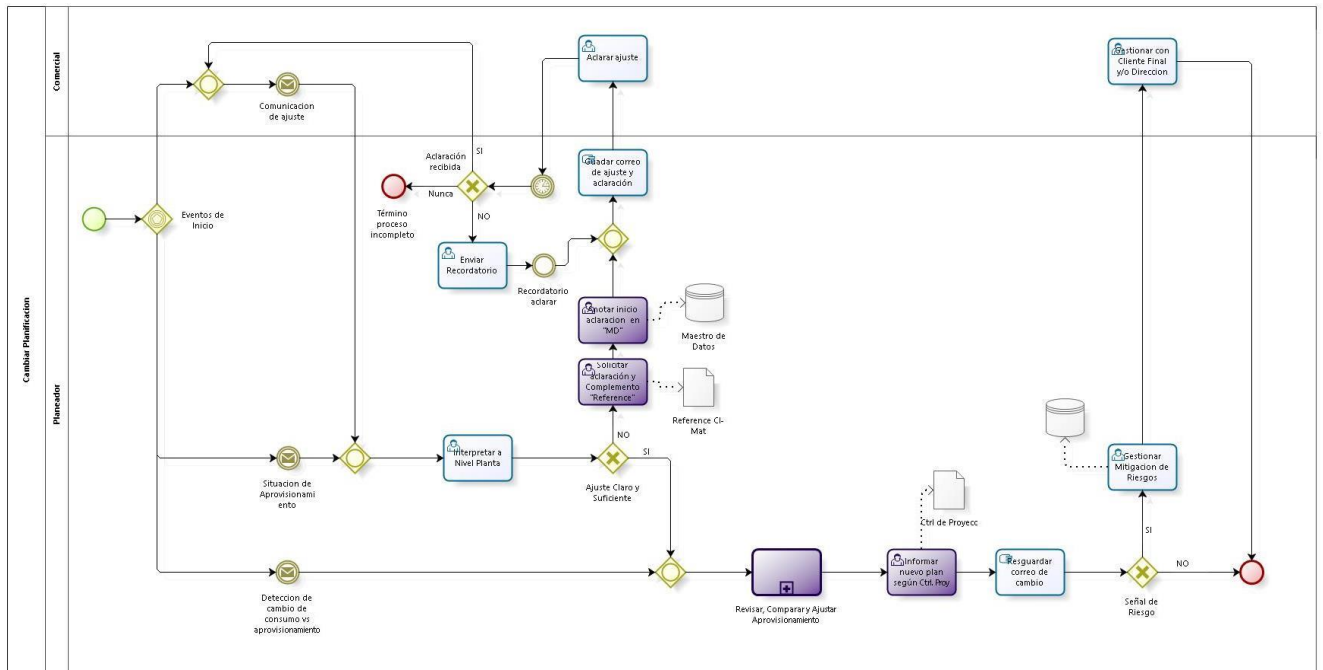 Cambiar Planificacion
Comercial
Planeador
Comunicacion
de ajuste
Aclarar ajuste
Gestionar con
Cliente Final
y/o Direccion
Eventos de
Inicio
Aclaración
recibida
SI
Nunca
NO
Término
proceso
incompleto
Guadar correo
de ajuste y
aclaración
Enviar
Recordatorio
Recordatorio
aclarar
Anotar inicio
aclaracion en
"MD"
Maestro de
Datos
Solicitar
aclaración y
Complemento
"Reference"
Reference Cl-
Mat
NO
SI
Situacion de
Aprovisionami
ento
Interpretar a
Nivel Planta
Ajuste Claro y
Suficiente
Gestionar
Mitigacion de
Riesgos
Ctrl de Proyecc
SI
Deteccion de
cambio de
consumo vs
aprovisionamiento
Revisar, Comparar y Ajustar
Aprovisionamiento
Informar
nuevo plan
según Ctrl. Proy
Resguardar
correo de
cambio
NO
Señal de
Riesgo